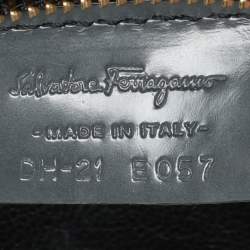 Salvatore Ferragamo
-MADE IN ITALY-
DH-21 E057